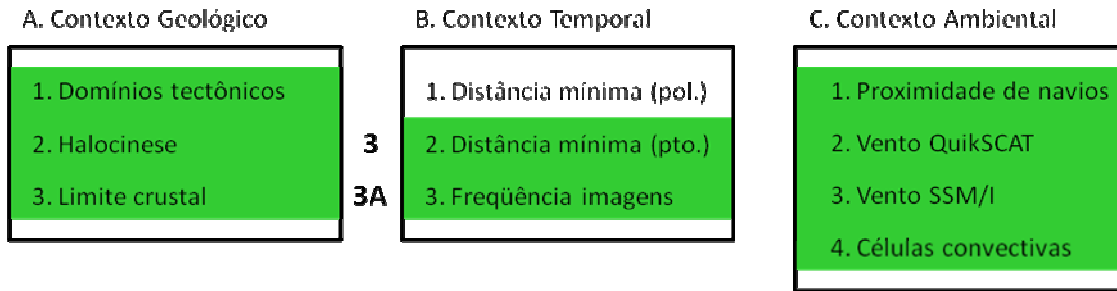 A. Contexto Geológico
1. Domínios tectônicos
2. Halocinese
3. Limite crustal
3
3A
B. Contexto Temporal
1. Distância mínima (pol.)
2. Distância mínima (pto.)
3. Freqüência imagens
C. Contexto Ambiental
1. Proximidade de navios
2. Vento QuikSCAT
3. Vento SSM/I
4. Células convectivas